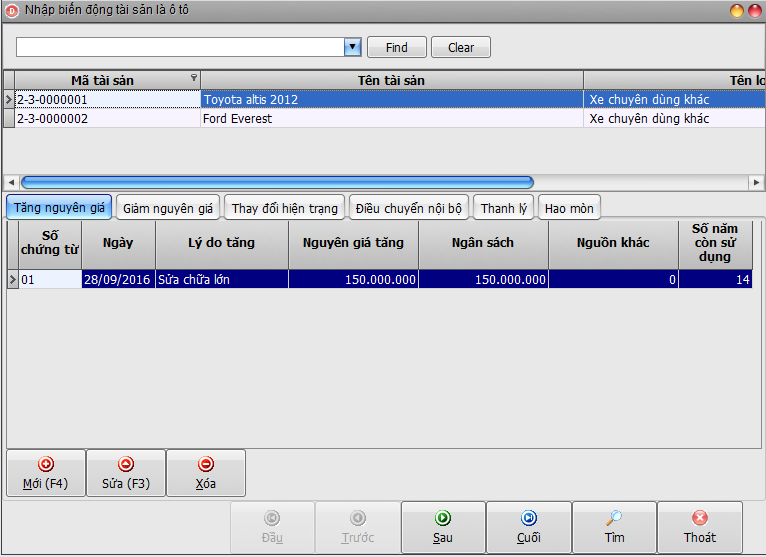 Nhập biến động tài sản là ô tô
Find Clear
Mã tài sản Tên tài sản Tên lo
2-3-0000001 Toyota altis 2012 Xe chuyên dùng khác
2-3-0000002 Ford Everest Xe chuyên dùng khác
Tăng nguyên giá Giảm nguyên giá Thay đổi hiện trạng Điều chuyển nội bộ Thanh lý Hao mòn
Số chứng từ Ngày Lý do tăng Nguyên giá tăng Ngân sách Nguồn khác Số năm còn sử dụng
01 28/09/2016 Sửa chữa lớn 150.000.000 150.000.000 0 14
Mới (F4) Sửa (F3) Xóa
Đầu Trước Sau Cuối Tìm Thoát